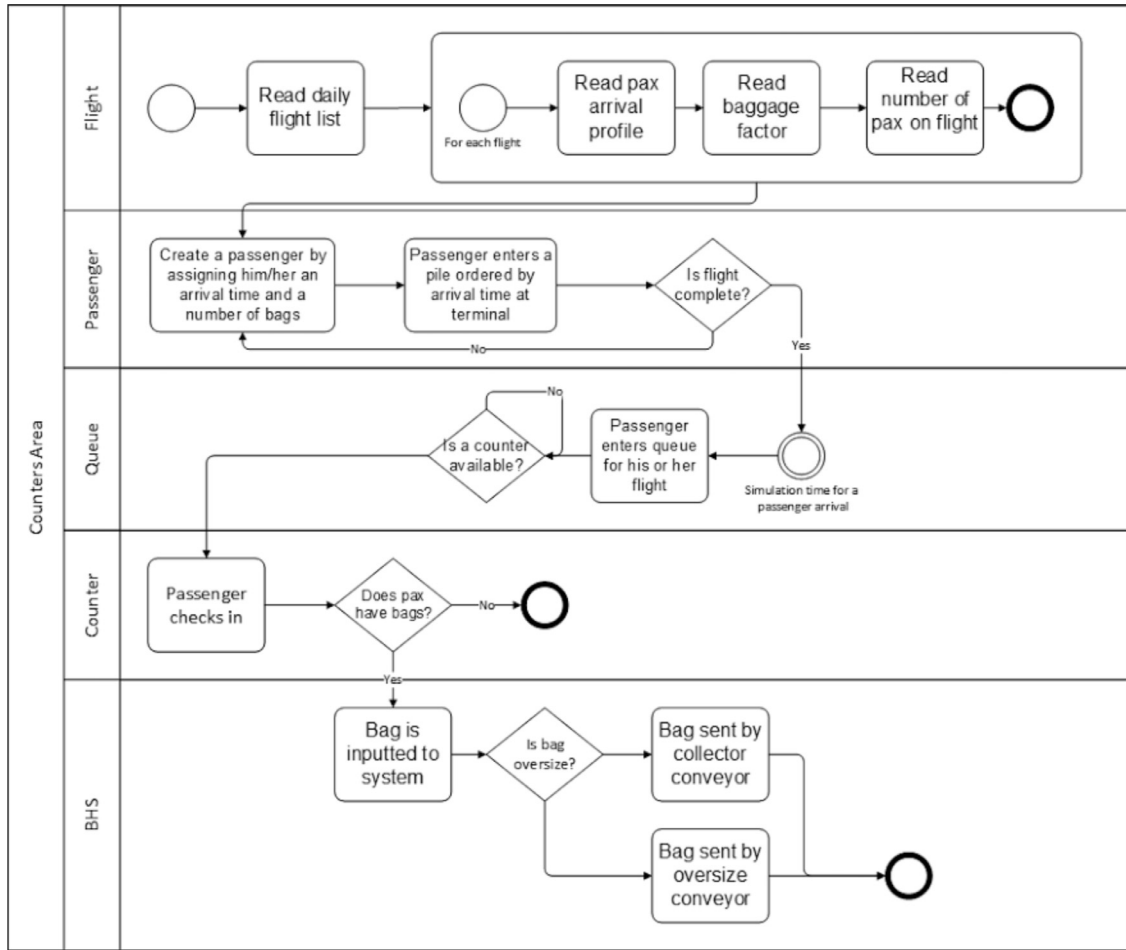 Counters Area
Flight
Read daily
flight list
For each flight
Read pax
arrival
profile
Read
baggage
factor
Read
number of
pax on flight
Passenger
Create a passenger by
assigning him/her an
arrival time and a
number of bags
Passenger enters a
pile ordered by
arrival time at
terminal
Is flight
complete?
No
Yes
Queue
No
Is a counter
available?
Passenger
enters queue
for his or her
flight
Simulation time for a
passenger arrival
Counter
Passenger
checks in
Does pax
have bags?
No
Yes
BHS
Bag is
inputted to
system
Is bag
oversize?
Bag sent by
collector
conveyor
Bag sent by
oversize
conveyor